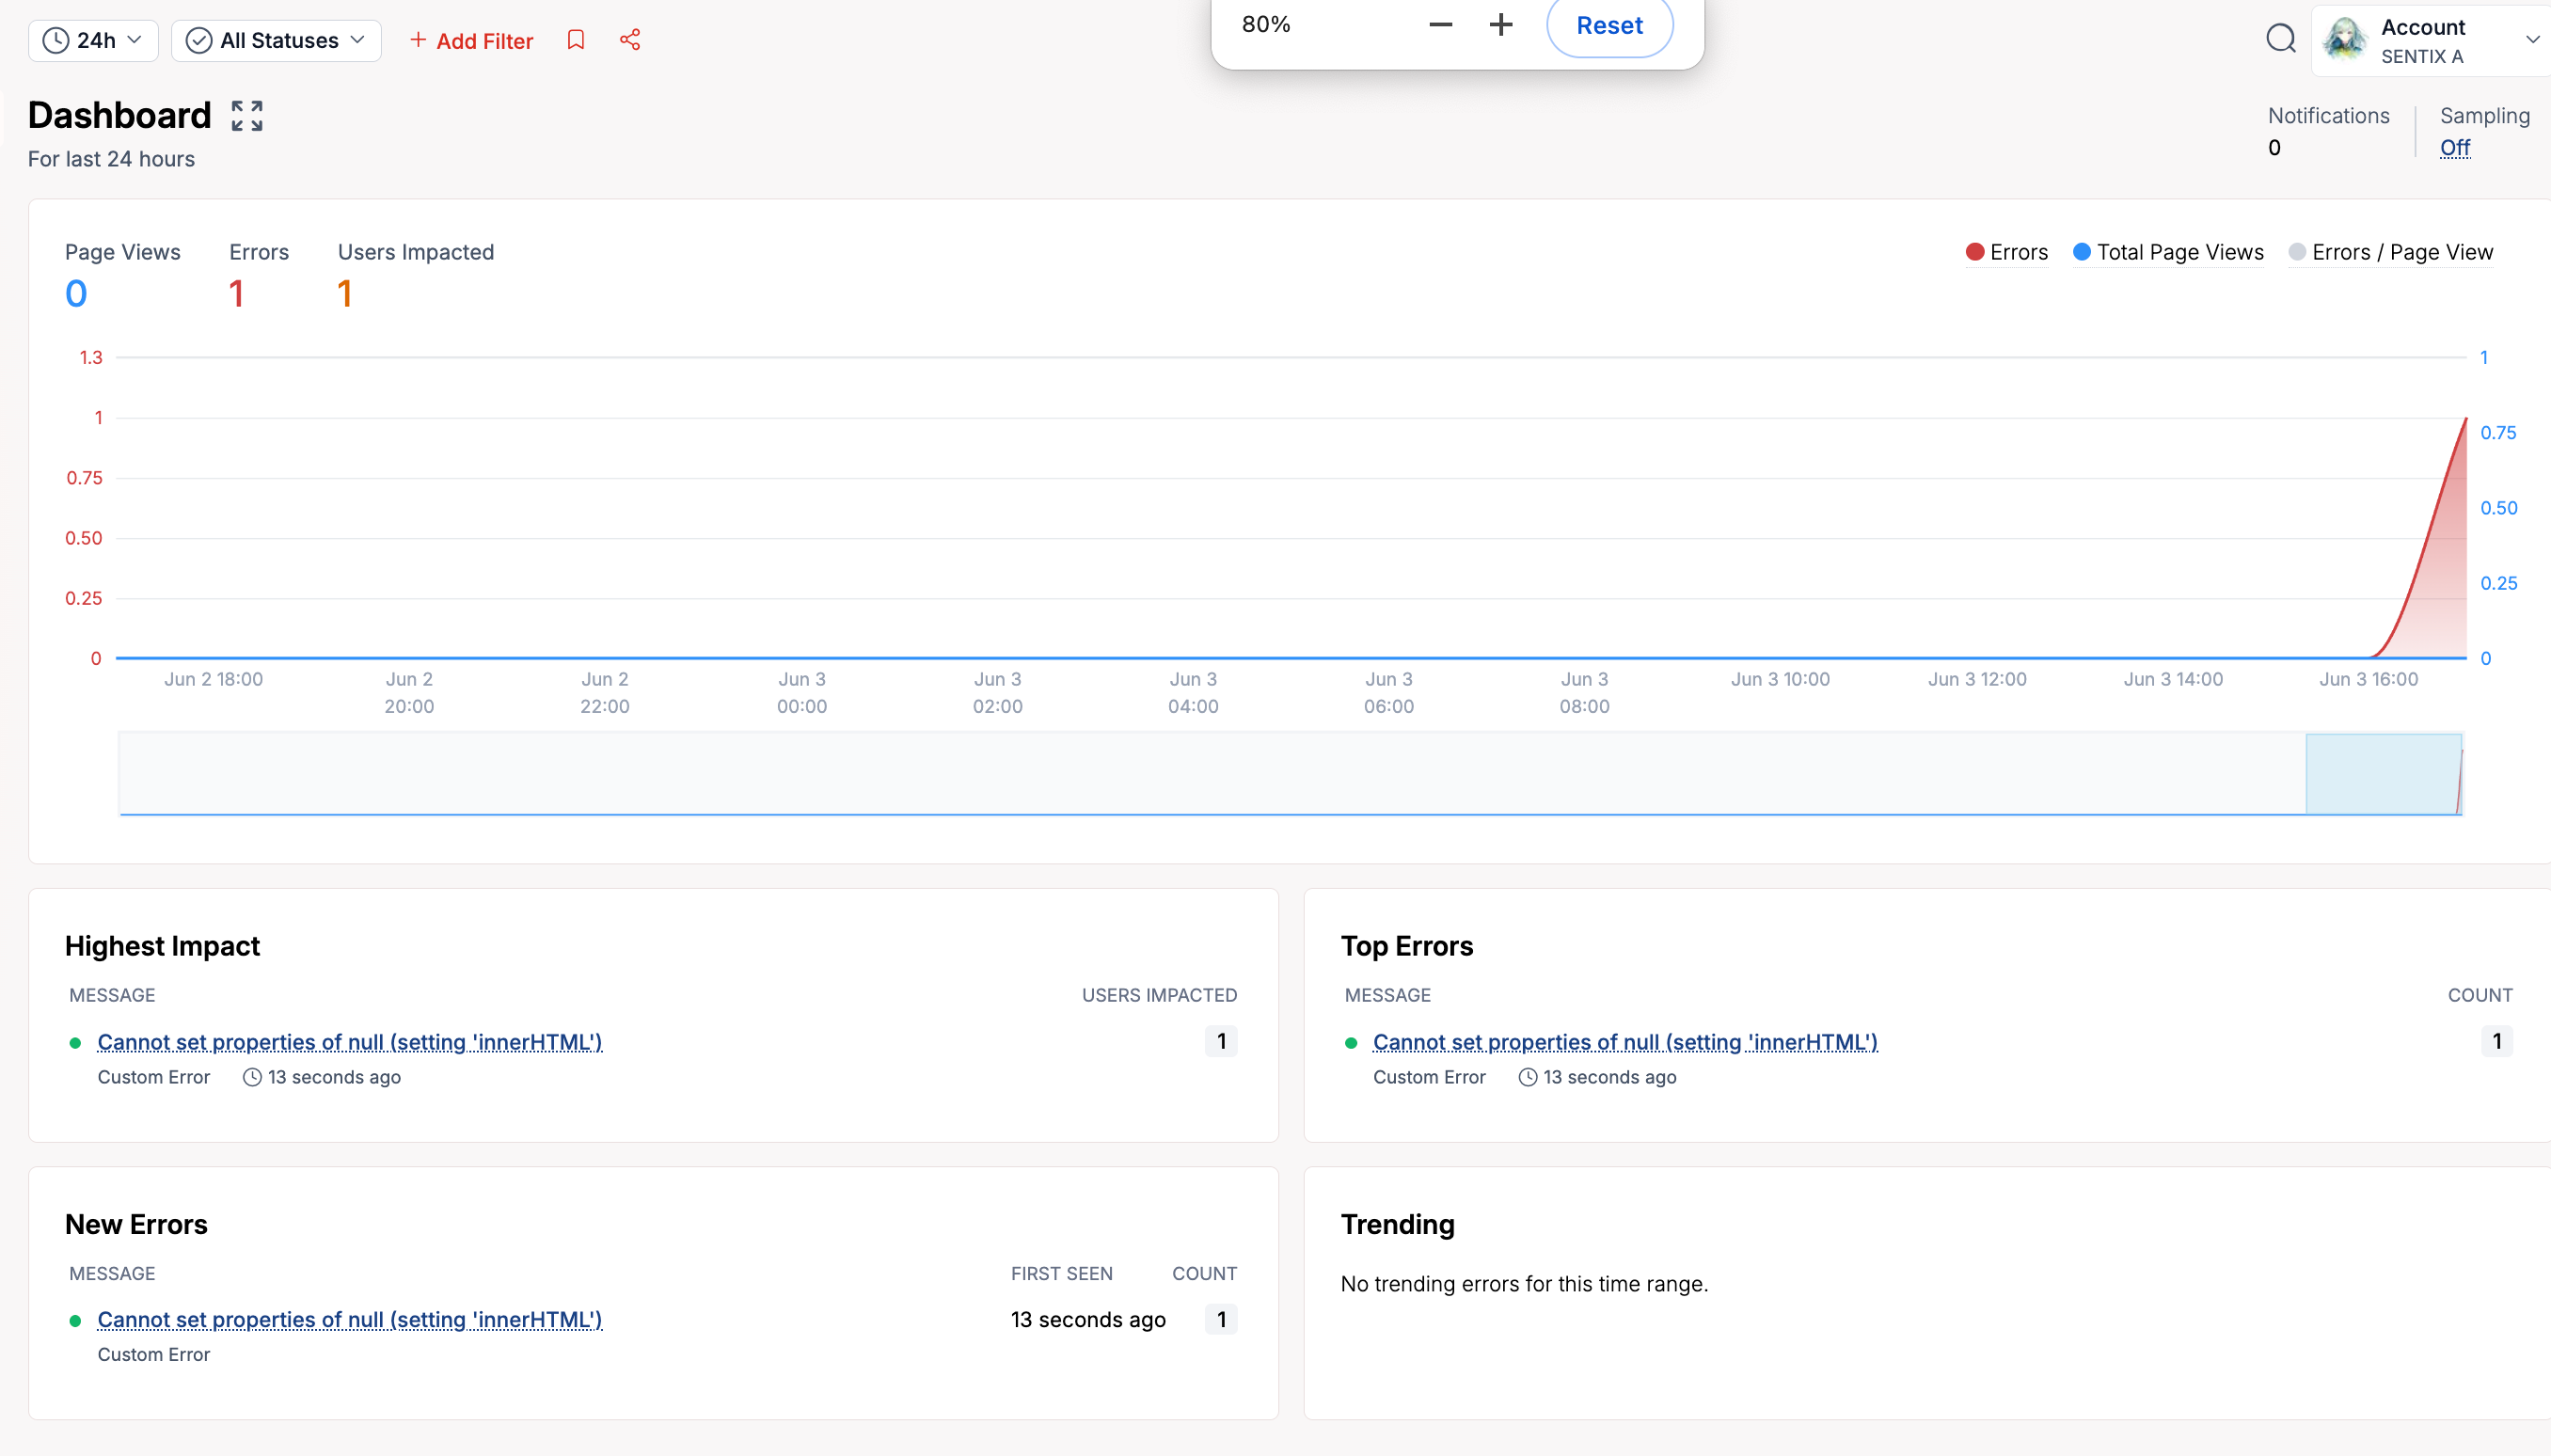 24h All Statuses + Add Filter
80% Reset
Account
SENTIX A
Dashboard
For last 24 hours
Notifications
0
Sampling
Off
Page Views
0
Errors
1
Users Impacted
1
Errors Total Page Views Errors / Page View
1.3
1
0.75
0.50
0.25
0
1
0.75
0.50
0.25
0
Jun 2 18:00
Jun 2
20:00
Jun 2
22:00
Jun 3
00:00
Jun 3
02:00
Jun 3
04:00
Jun 3
06:00
Jun 3
08:00
Jun 3 10:00
Jun 3 12:00
Jun 3 14:00
Jun 3 16:00
Highest Impact
MESSAGE USERS IMPACTED
Cannot set properties of null (setting 'innerHTML') 1
Custom Error 13 seconds ago
Top Errors
MESSAGE COUNT
Cannot set properties of null (setting 'innerHTML') 1
Custom Error 13 seconds ago
New Errors
MESSAGE FIRST SEEN COUNT
Cannot set properties of null (setting 'innerHTML') 13 seconds ago 1
Custom Error
Trending
No trending errors for this time range.